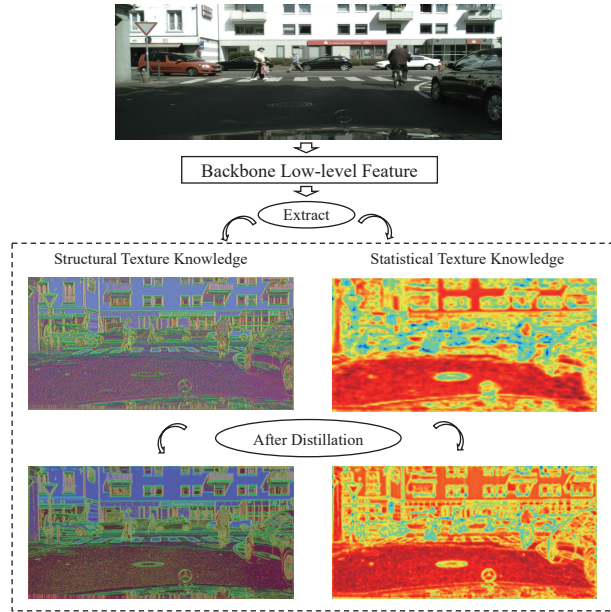 Backbone Low-level Feature
Extract
Structural Texture Knowledge
Statistical Texture Knowledge
After Distillation